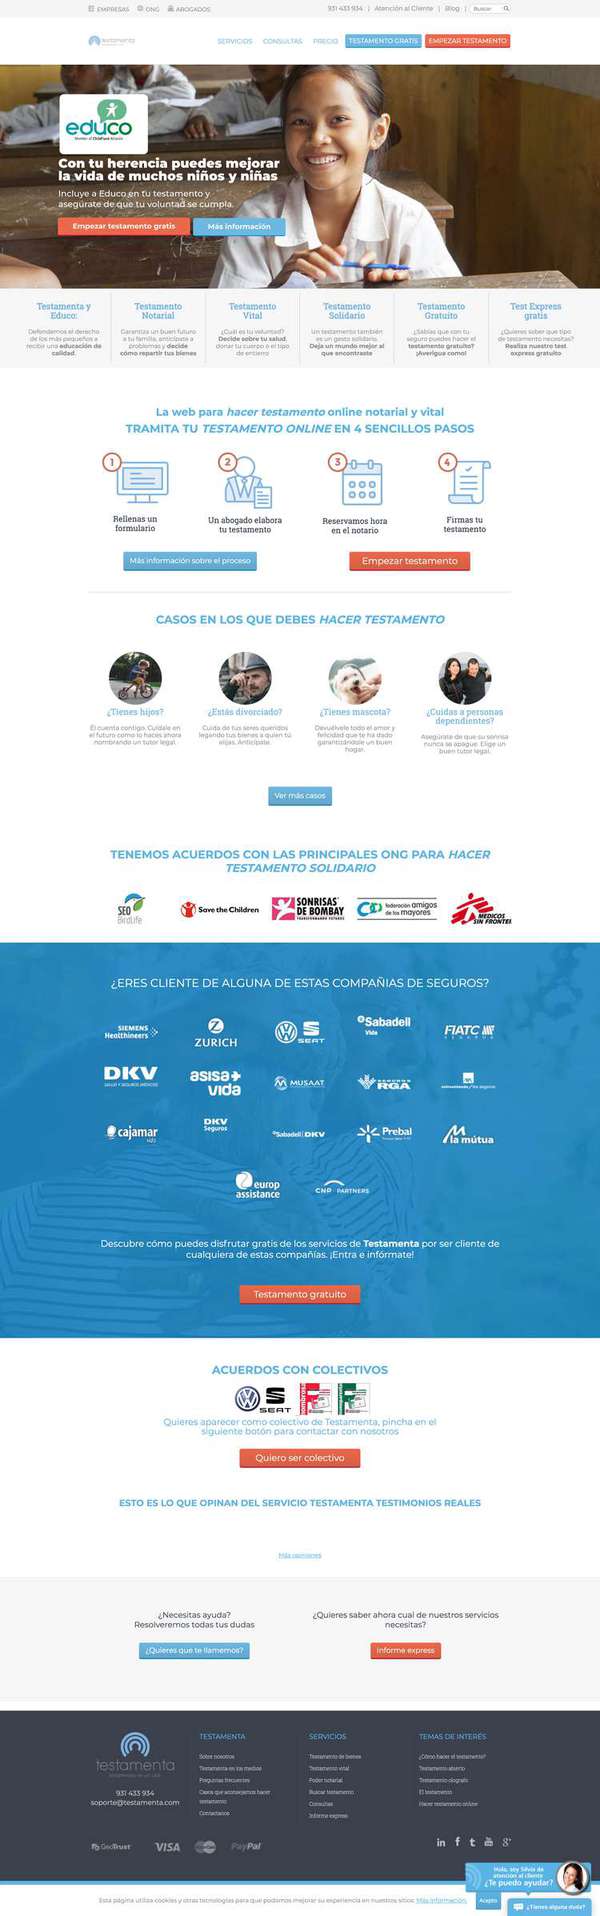 EMPRESAS ONG ABOGADOS 931 433 934 | Atención al Cliente | Blog | Buscar
testamenta SERVICIOS CONSULTAS PRECIO TESTAMENTO GRATIS EMPEZAR TESTAMENTO
educo
Member of ChildFund Alliance
Con tu herencia puedes mejorar
la vida de muchos niños y niñas
Incluye a Educo en tu testamento y
asegúrate de que tu voluntad se cumpla.
Empezar testamento gratis Más información
Testamenta y
Educo:
Defendemos el derecho
de los más pequeños a
recibir una educación de
calidad.
Testamento
Notarial
Garantiza un buen futuro
a tu familia, anticípate a
problemas y decide
cómo repartir tus bienes
Testamento
Vital
¿Cuál es tu voluntad?
Decide sobre tu salud,
donar tu cuerpo o el tipo
de entierro
Testamento
Solidario
Un testamento también
es un gesto solidario.
Deja un mundo mejor al
que encontraste
Testamento
Gratuito
¿Sabías que con tu
seguro puedes hacer el
testamento gratuito?
¡Averigua como!
Test Express
gratis
¿Quieres saber que tipo
de testamento necesitas?
Realiza nuestro test
express gratuito
La web para hacer testamento online notarial y vital
TRAMITA TU TESTAMENTO ONLINE EN 4 SENCILLOS PASOS
1
Rellenas un
formulario
2
Un abogado elabora
tu testamento
3
Reservamos hora
en el notario
4
Firmas tu
testamento
Más información sobre el proceso Empezar testamento
CASOS EN LOS QUE DEBES HACER TESTAMENTO
¿Tienes hijos?
Él cuenta contigo. Cuídale en
el futuro como lo haces ahora
nombrando un tutor legal.
¿Estás divorciado?
Cuida de tus seres queridos
legando tus bienes a quien tú
elijas. Anticípate.
¿Tienes mascota?
Devuélvele todo el amor y
felicidad que te ha dado
garantizándole un buen
hogar.
¿Cuidas a personas
dependientes?
Asegúrate de que su sonrisa
nunca se apague. Elige un
buen tutor legal.
Ver más casos
TENEMOS ACUERDOS CON LAS PRINCIPALES ONG PARA HACER
TESTAMENTO SOLIDARIO
SEO
BirdLife
Save the Children
SONRISAS
DE BOMBAY
TRANSFORMANDO FUTUROS
federación amigos
de los mayores
MEDICOS
SIN FRONTER
¿ERES CLIENTE DE ALGUNA DE ESTAS COMPAÑIAS DE SEGUROS?
SIEMENS
Healthineers
ZURICH
SEAT
Sabadell
Vida
FIATC
SEGUROS
DKV
SALUD Y SEGUROS MÉDICOS
asisa+
vida
MUSAAT
SEGUROS
RGA
AXA
cajamar
vida
DKV
Seguros
Sabadell DKV
Prebal
la mútua
europ
assistance
CNP PARTNERS
Descubre cómo puedes disfrutar gratis de los servicios de Testamenta por ser cliente de
cualquiera de estas compañías. ¡Entra e infórmate!
Testamento gratuito
ACUERDOS CON COLECTIVOS
SEAT
Quieres aparecer como colectivo de Testamenta, pincha en el
siguiente botón para contactar con nosotros
Quiero ser colectivo
ESTO ES LO QUE OPINAN DEL SERVICIO TESTAMENTA TESTIMONIOS REALES
Más opiniones
¿Necesitas ayuda?
Resolveremos todas tus dudas
¿Quieres que te llamemos?
¿Quieres saber ahora cual de nuestros servicios
necesitas?
Informe express
testamenta
931 433 934
soporte@testamenta.com
TESTAMENTA
Sobre nosotros
Testamenta en los medios
Preguntas frecuentes
Casos que aconsejamos hacer
testamento
Contactanos
SERVICIOS
Testamento de bienes
Testamento vital
Poder notarial
Buscar testamento
Consultas
Informe express
TEMAS DE INTERÉS
¿Cómo hacer el testamento?
Testamento abierto
Testamento ológrafo
El testamento
Hacer testamento online
GeoTrust VISA MasterCard PayPal
Hola, soy Silvia de
atención al cliente
¿Te puedo ayudar?
Esta página utiliza cookies y otras tecnologías para que podamos mejorar su experiencia en nuestros sitios: Más información. Acepto
¿Tienes alguna duda?